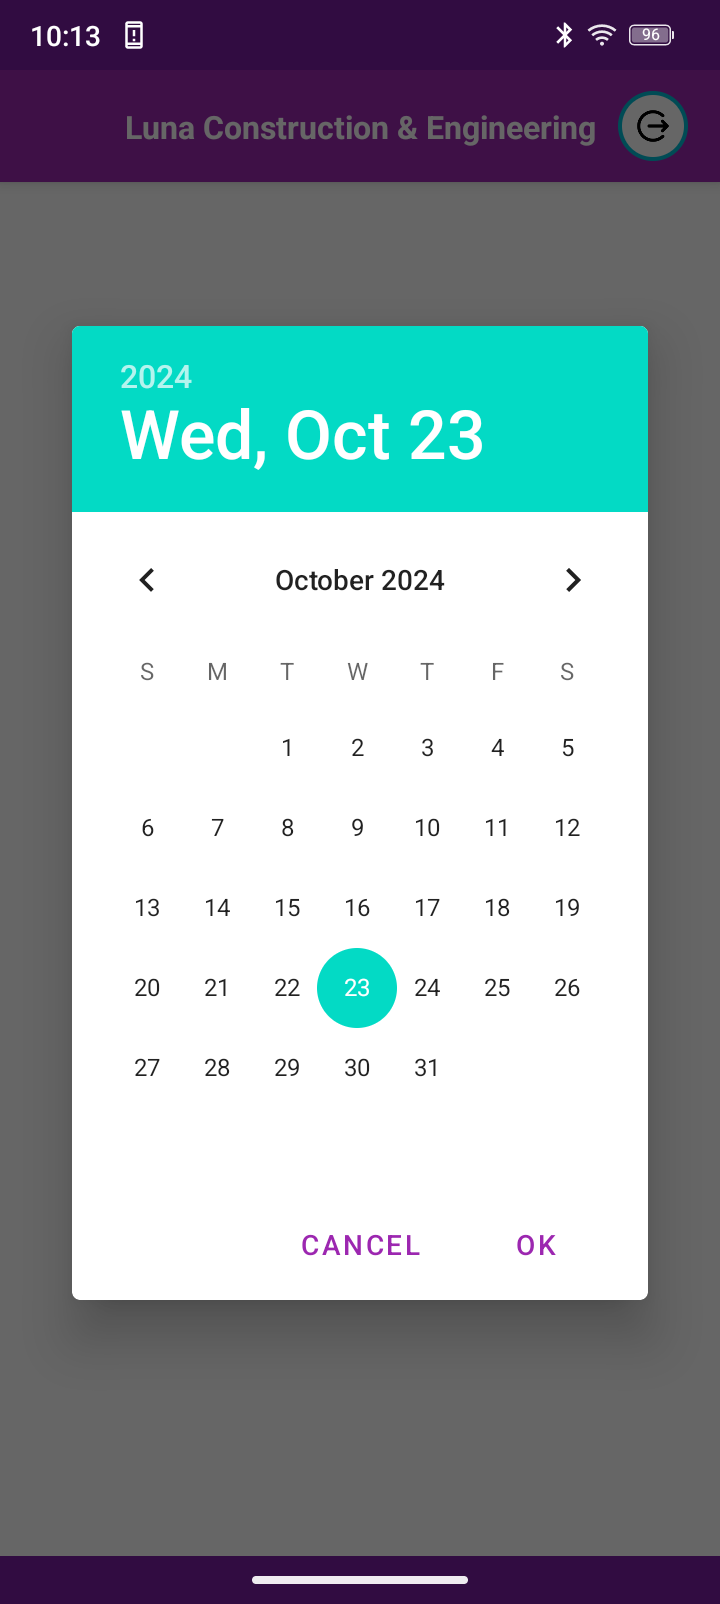 10:13
96
Luna Construction & Engineering
2024
Wed, Oct 23
October 2024
S M T W T F S
1 2 3 4 5
6 7 8 9 10 11 12
13 14 15 16 17 18 19
20 21 22 23 24 25 26
27 28 29 30 31
CANCEL OK